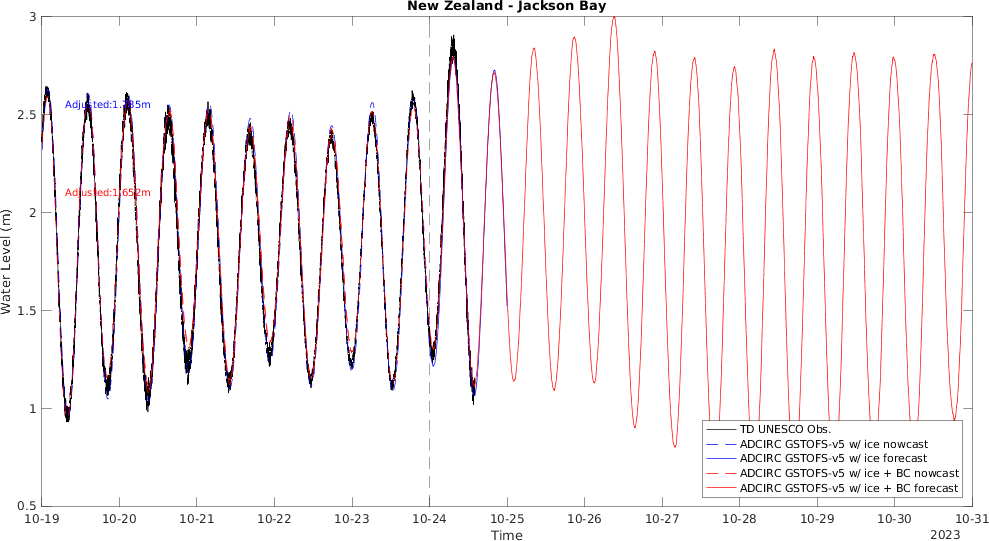 New Zealand - Jackson Bay
3
2.5
2
1.5
1
0.5
Water Level (m)
Adjusted:1.652m
TD UNESCO Obs.
ADCIRC GSTOFS-v5 w/ ice nowcast
ADCIRC GSTOFS-v5 w/ ice forecast
ADCIRC GSTOFS-v5 w/ ice + BC nowcast
ADCIRC GSTOFS-v5 w/ ice + BC forecast
10-19 10-20 10-21 10-22 10-23 10-24 10-25 10-26 10-27 10-28 10-29 10-30 10-31
Time
2023